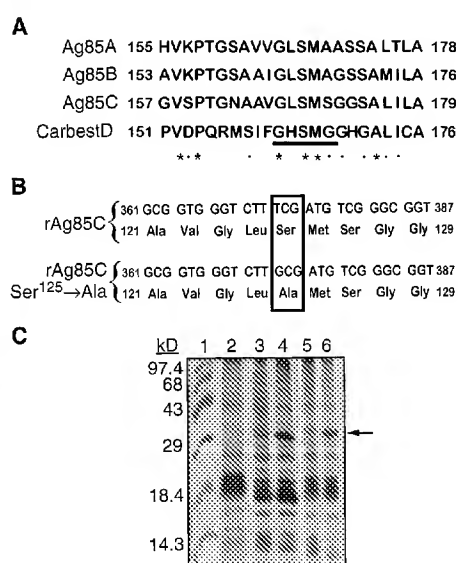 A
Ag85A 155 HVKPTGSAVVGLSMAASSALTLA 178
Ag85B 153 AVKPTGSAAIGLSMAGSSAMILA 176
Ag85C 157 GVSPTGNAAVGLSMSGGSALILA 179
CarbestD 151 PVDPQRMSIFGHSMGGHGALICA 176
*·* · * ** · ·*· ·
B
rAg85C { 361 GCG GTG GGT CTT TCG ATG TCG GGC GGT 387
121 Ala Val Gly Leu Ser Met Ser Gly Gly 129
rAg85C { 361 GCG GTG GGT CTT GCG ATG TCG GGC GGT 387
Ser125→Ala 121 Ala Val Gly Leu Ala Met Ser Gly Gly 129
C
kD 1 2 3 4 5 6
97.4
68
43
29
18.4
14.3